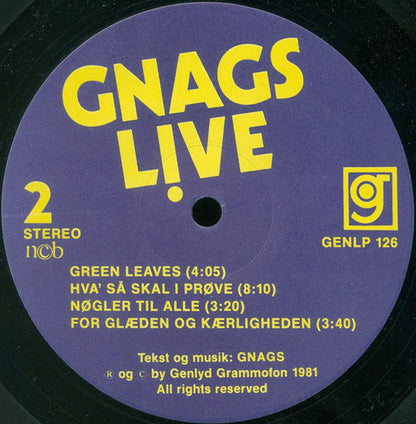 GNAGS
L!VE
2
STEREO
n©b
g
GENLP 126
GREEN LEAVES (4:05)
HVA' SÅ SKAL I PRØVE (8:10)
NØGLER TIL ALLE (3:20)
FOR GLÆDEN OG KÆRLIGHEDEN (3:40)
Tekst og musik: GNAGS
® og © by Genlyd Grammofon 1981
All rights reserved